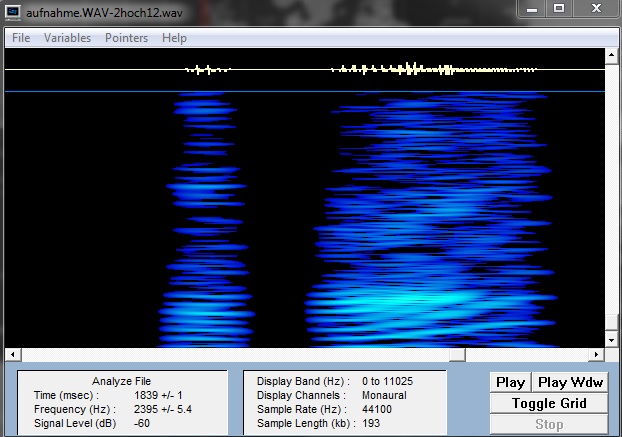 aufnahme.WAV-2hoch12.wav
File Variables Pointers Help
Analyze File
Time (msec) : 1839 +/- 1
Frequency (Hz) : 2395 +/- 5.4
Signal Level (dB) -60
Display Band (Hz) : 0 to 11025
Display Channels : Monaural
Sample Rate (Hz) : 44100
Sample Length (kb) : 193
Play Play Wdw
Toggle Grid
Stop